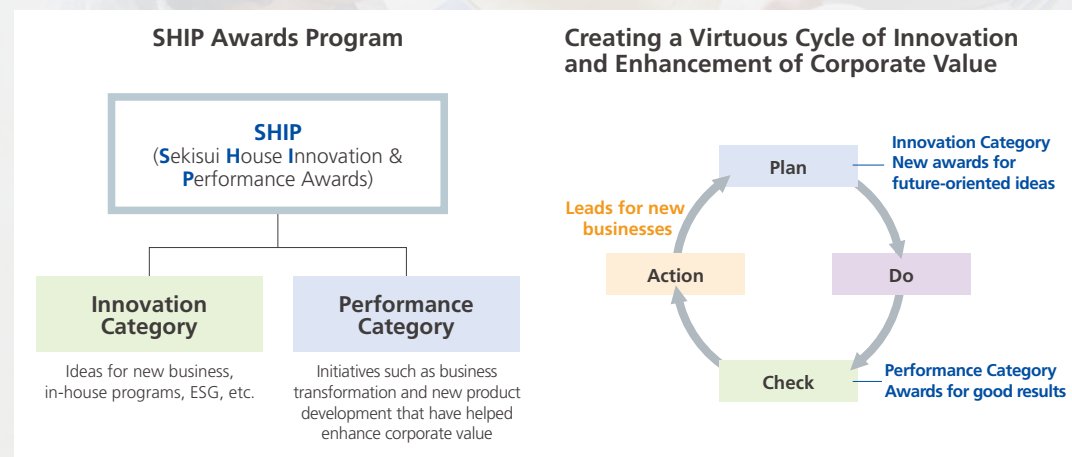 SHIP Awards Program
SHIP
(Sekisui House Innovation &
Performance Awards)
Innovation
Category
Ideas for new business,
in-house programs, ESG, etc.
Performance
Category
Initiatives such as business
transformation and new product
development that have helped
enhance corporate value
Creating a Virtuous Cycle of Innovation
and Enhancement of Corporate Value
Plan
Innovation Category
New awards for
future-oriented ideas
Leads for new
businesses
Action
Do
Check
Performance Category
Awards for good results